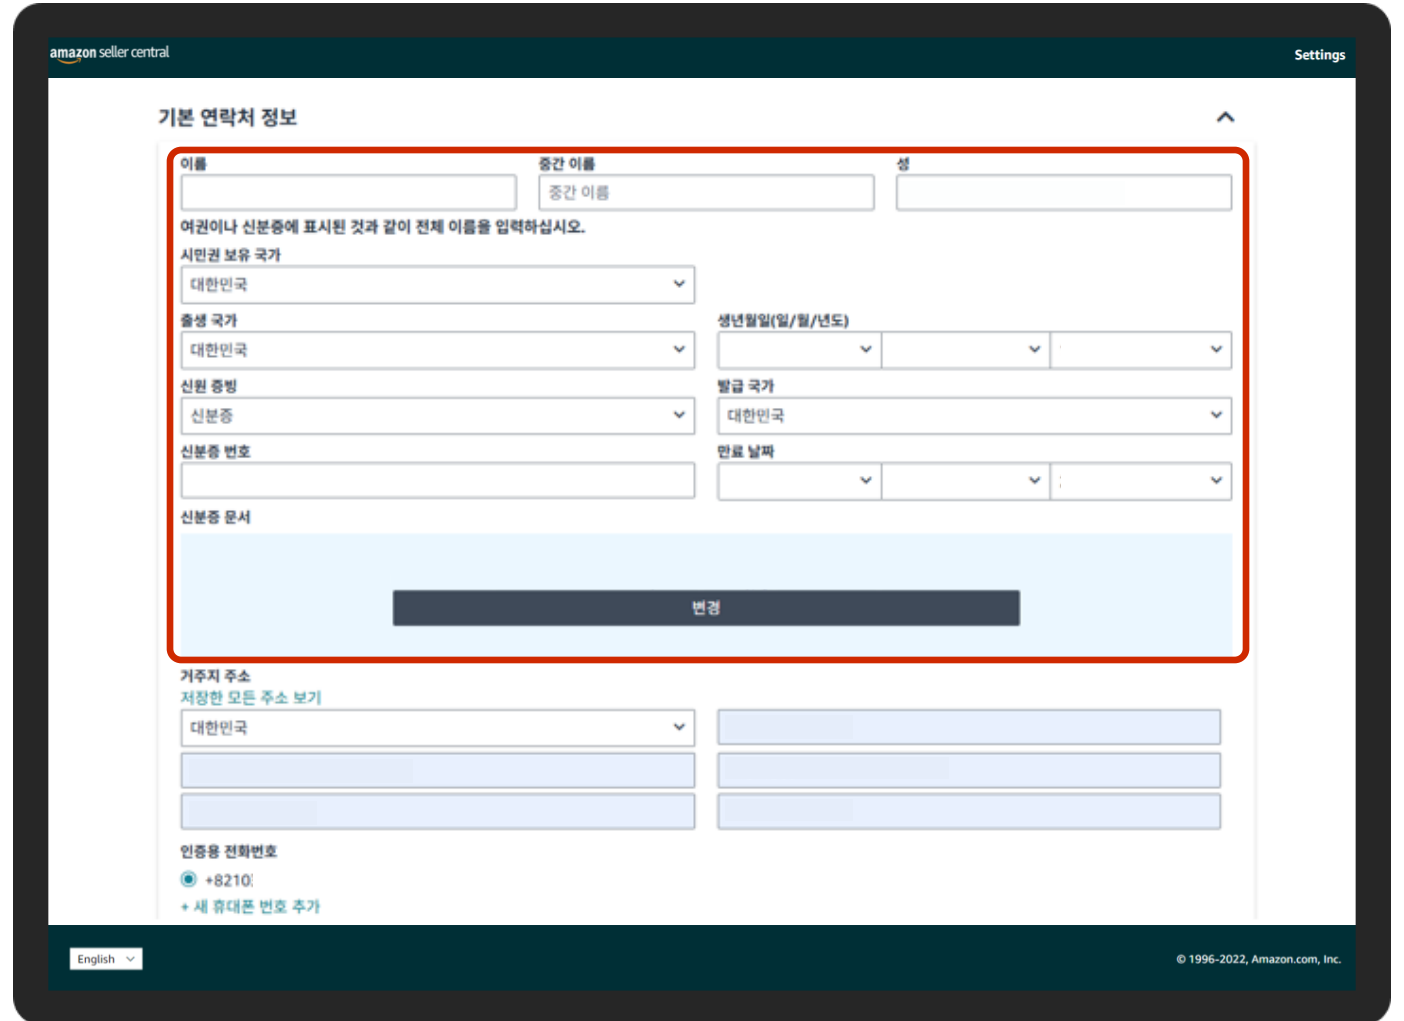 amazon seller central
Settings
기본 연락처 정보
이름
중간 이름
성
중간 이름
여권이나 신분증에 표시된 것과 같이 전체 이름을 입력하십시오.
시민권 보유 국가
대한민국
출생 국가
생년월일(일/월/년도)
대한민국
신원 증빙
발급 국가
신분증
대한민국
신분증 번호
만료 날짜
신분증 문서
변경
거주지 주소
저장한 모든 주소 보기
대한민국
인증용 전화번호
+8210
+ 새 휴대폰 번호 추가
English
© 1996-2022, Amazon.com, Inc.